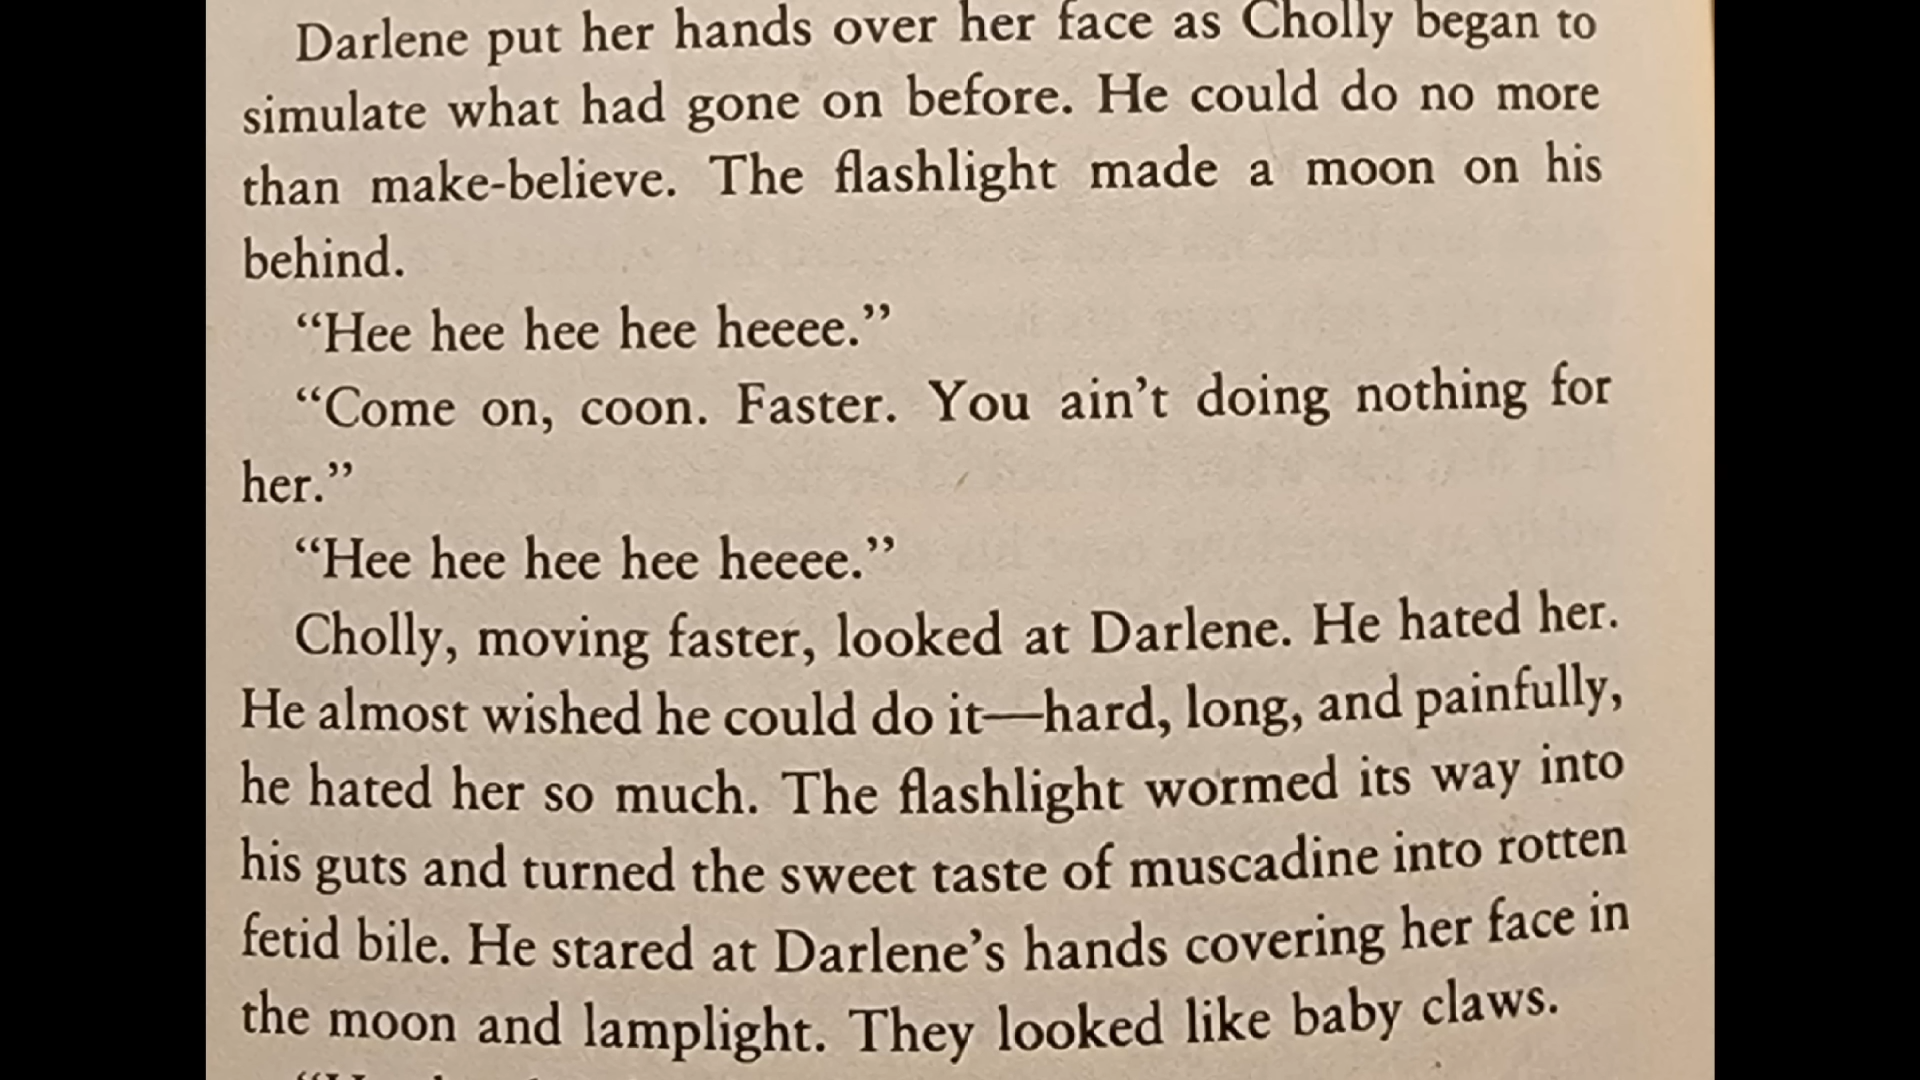 Darlene put her hands over her face as Cholly began to
simulate what had gone on before. He could do no more
than make-believe. The flashlight made a moon on his
behind.
“Hee hee hee hee heeee.”
“Come on, coon. Faster. You ain’t doing nothing for
her.”
“Hee hee hee hee heeee.”
Cholly, moving faster, looked at Darlene. He hated her.
He almost wished he could do it—hard, long, and painfully,
he hated her so much. The flashlight wormed its way into
his guts and turned the sweet taste of muscadine into rotten
fetid bile. He stared at Darlene’s hands covering her face in
the moon and lamplight. They looked like baby claws.